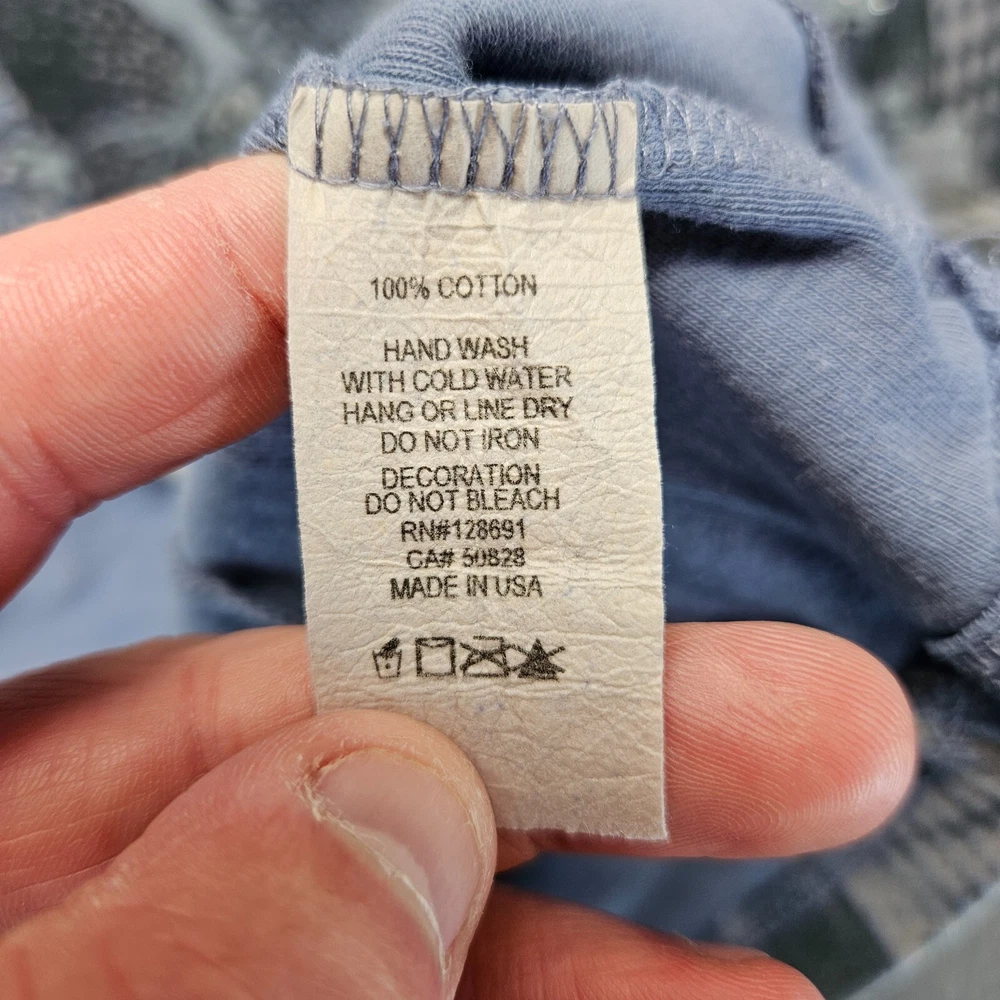 100% COTTON
HAND WASH
WITH COLD WATER
HANG OR LINE DRY
DO NOT IRON
DECORATION
DO NOT BLEACH
RN#128691
CA# 50828
MADE IN USA